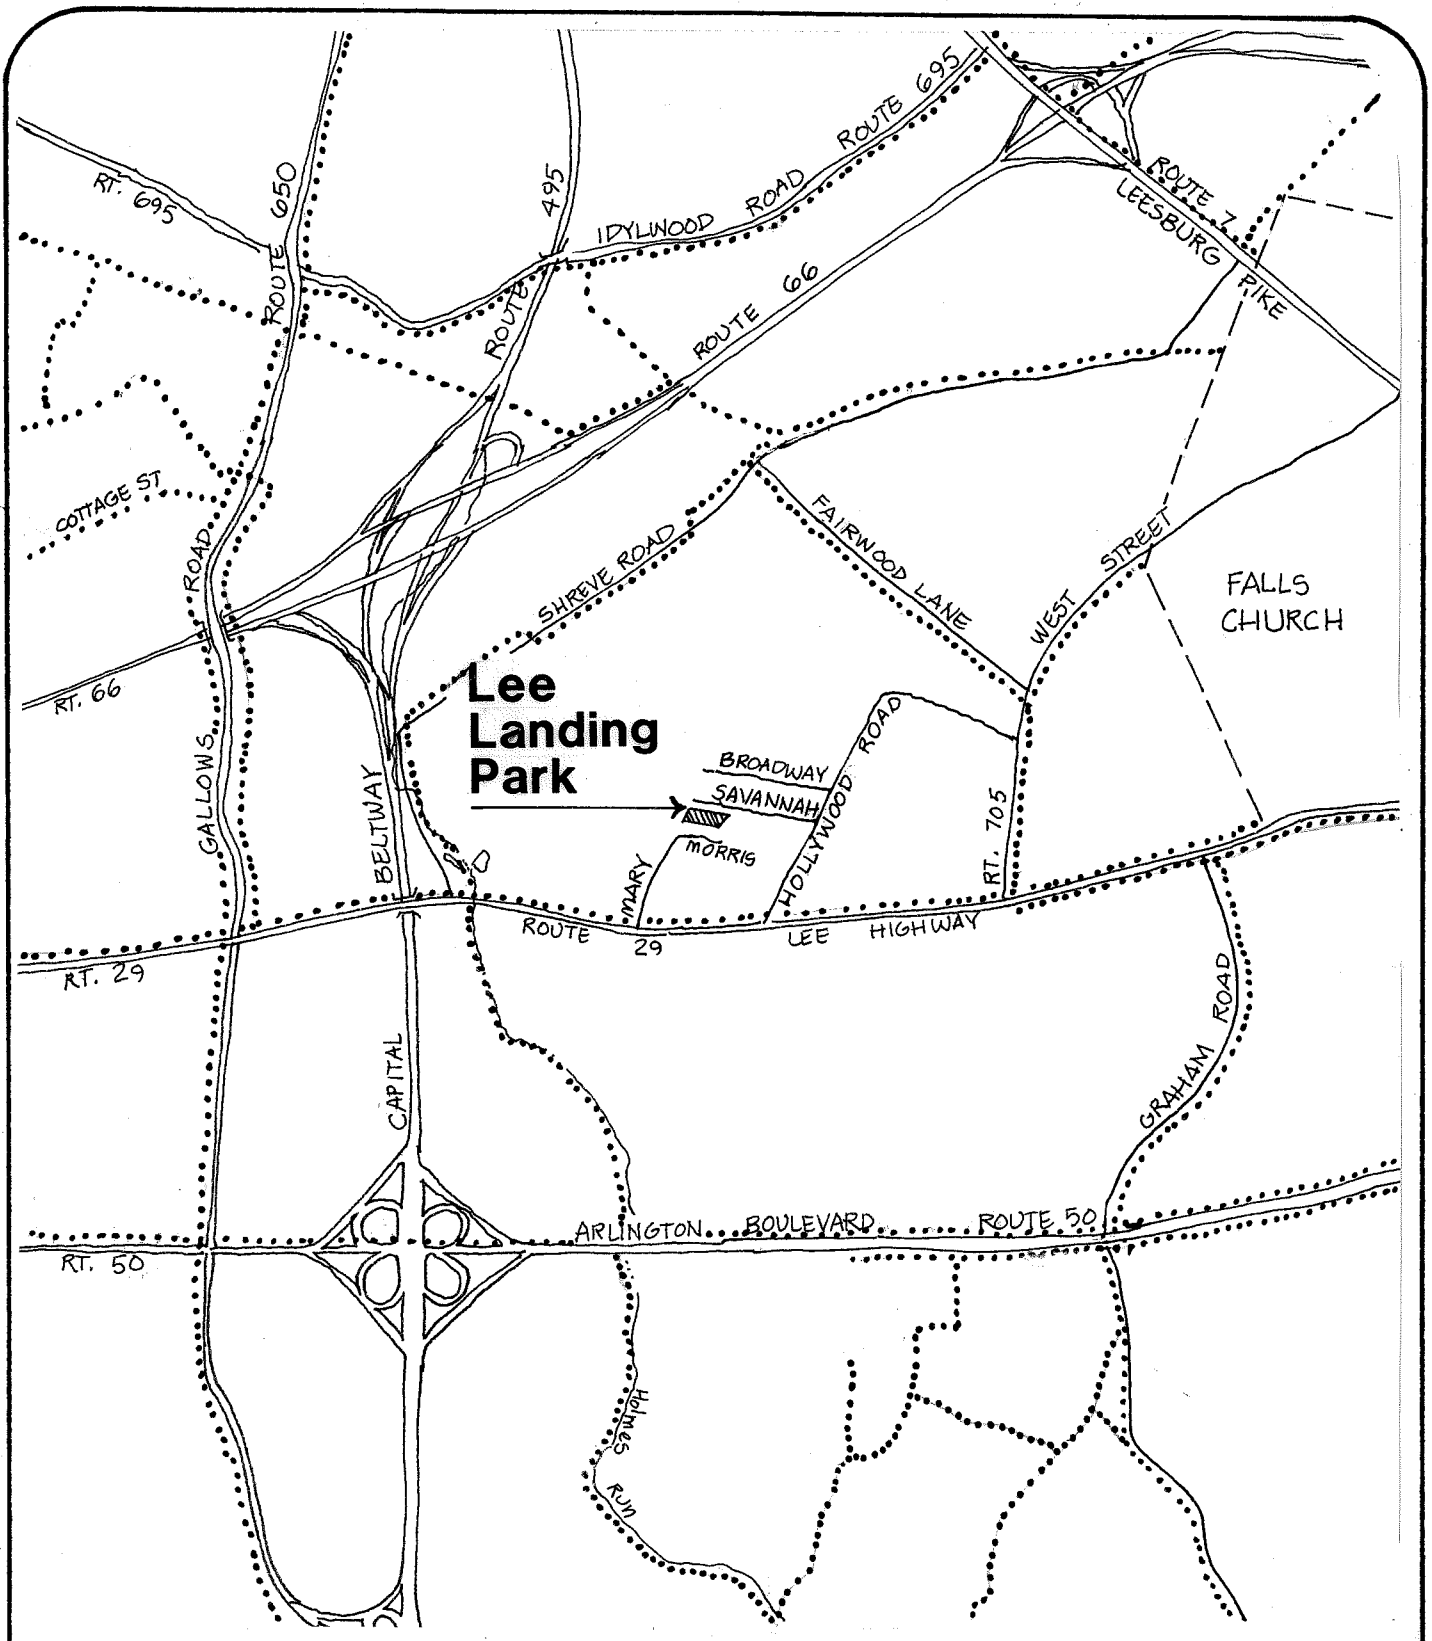 ROUTE 695
RT. 695
ROUTE 650
495
ROUTE
IDYLWOOD ROAD
ROUTE 7
LEESBURG PIKE
ROUTE 66
COTTAGE ST
FAIRWOOD LANE
WEST STREET
SHREVE ROAD
FALLS
CHURCH
GALLOWS ROAD
RT. 66
Lee
Landing
Park
BROADWAY
SAVANNAH
HOLLYWOOD ROAD
MORRIS
MARY
RT. 705
CAPITAL BELTWAY
ROUTE 29
LEE HIGHWAY
RT. 29
GRAHAM ROAD
ARLINGTON BOULEVARD ROUTE 50
RT. 50
Holmes
Run